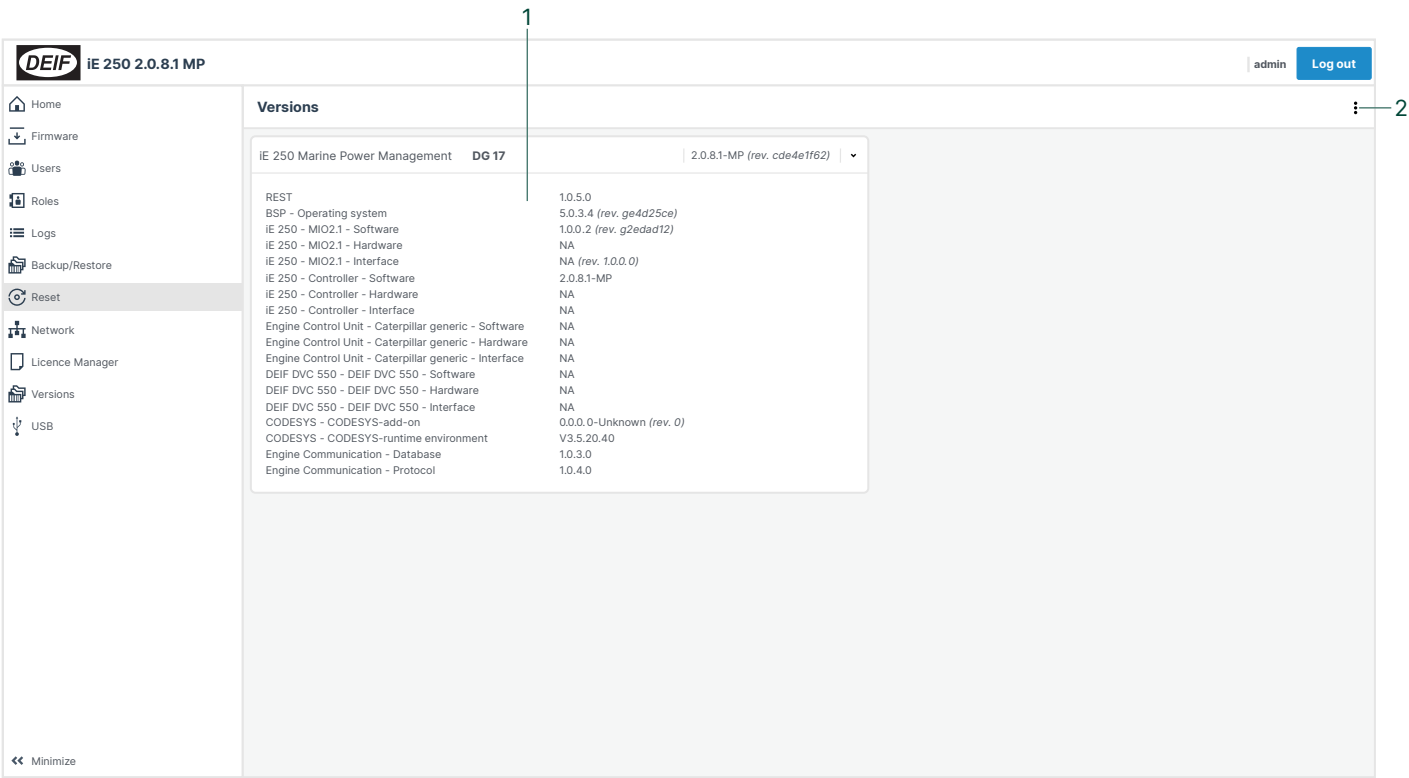 1
DEIF iE 250 2.0.8.1 MP
admin Log out
Home
Versions
2
Firmware
Users
Roles
Logs
Backup/Restore
Reset
Network
Licence Manager
Versions
USB
Minimize
iE 250 Marine Power Management DG 17 2.0.8.1-MP (rev. cde4e1f62)
REST 1.0.5.0
BSP - Operating system 5.0.3.4 (rev. ge4d25ce)
iE 250 - MIO2.1 - Software 1.0.0.2 (rev. g2edad12)
iE 250 - MIO2.1 - Hardware NA
iE 250 - MIO2.1 - Interface NA (rev. 1.0.0.0)
iE 250 - Controller - Software 2.0.8.1-MP
iE 250 - Controller - Hardware NA
iE 250 - Controller - Interface NA
Engine Control Unit - Caterpillar generic - Software NA
Engine Control Unit - Caterpillar generic - Hardware NA
Engine Control Unit - Caterpillar generic - Interface NA
DEIF DVC 550 - DEIF DVC 550 - Software NA
DEIF DVC 550 - DEIF DVC 550 - Hardware NA
DEIF DVC 550 - DEIF DVC 550 - Interface NA
CODESYS - CODESYS-add-on 0.0.0.0-Unknown (rev. 0)
CODESYS - CODESYS-runtime environment V3.5.20.40
Engine Communication - Database 1.0.3.0
Engine Communication - Protocol 1.0.4.0